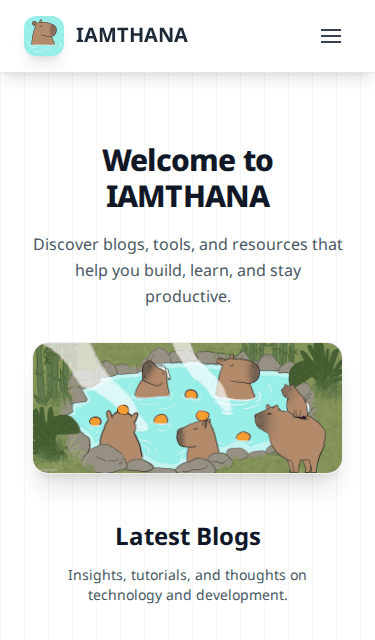 IAMTHANA
Welcome to
IAMTHANA
Discover blogs, tools, and resources that
help you build, learn, and stay
productive.
Latest Blogs
Insights, tutorials, and thoughts on
technology and development.